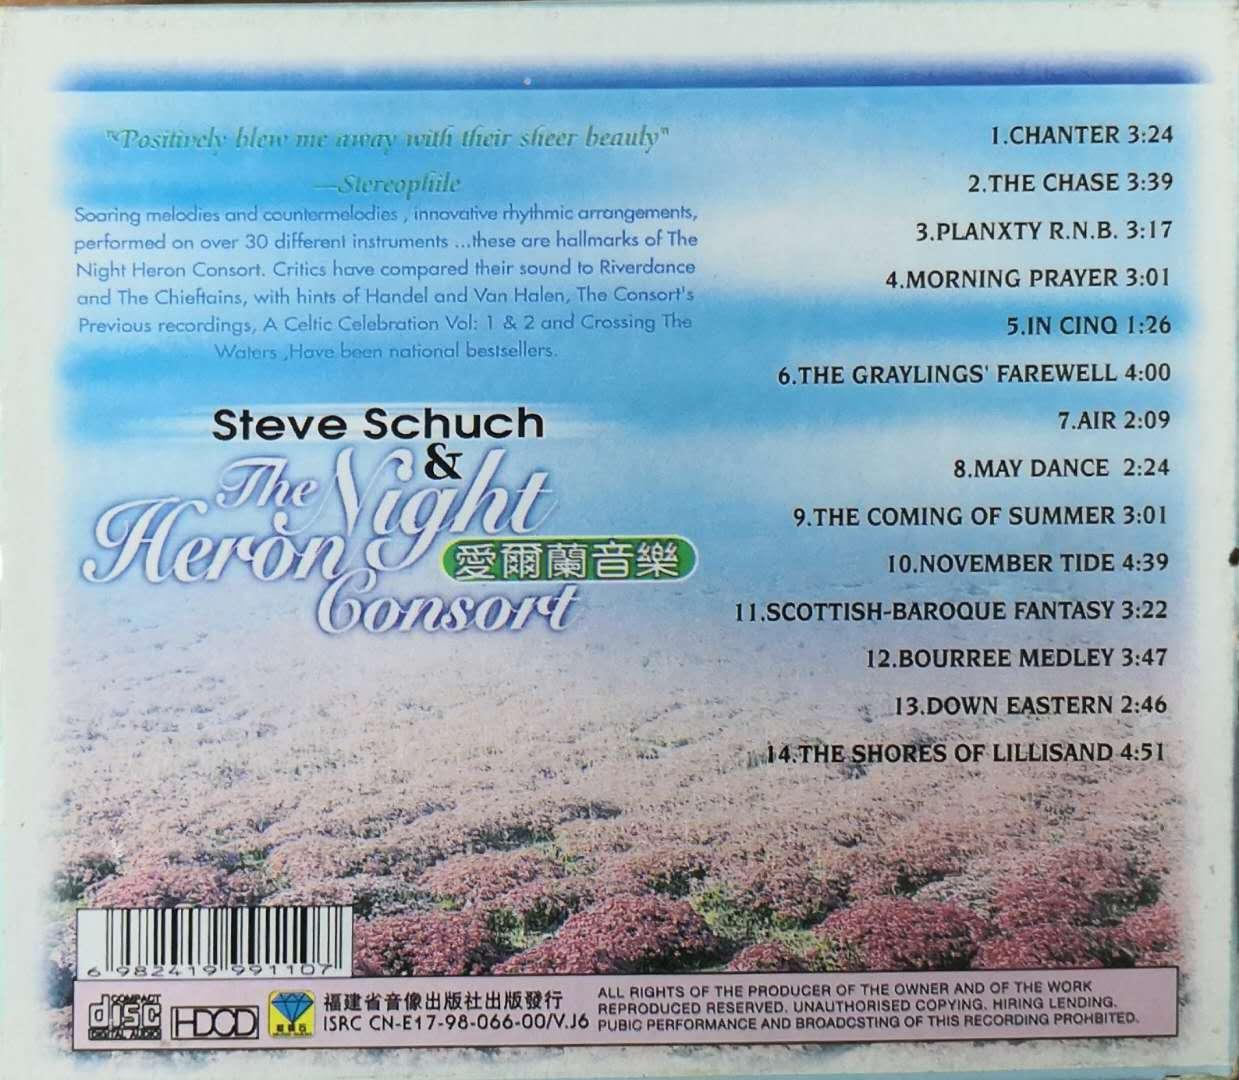 "Positively blew me away with their sheer beauty"
—Stereophile
Soaring melodies and countermelodies , innovative rhythmic arrangements,
performed on over 30 different instruments ...these are hallmarks of The
Night Heron Consort. Critics have compared their sound to Riverdance
and The Chieftains, with hints of Handel and Van Halen, The Consort's
Previous recordings, A Celtic Celebration Vol: 1 & 2 and Crossing The
Waters ,Have been national bestsellers.
Steve Schuch
&
The Night
Heron
愛爾蘭音樂
Consort
1.CHANTER 3:24
2.THE CHASE 3:39
3.PLANXTY R.N.B. 3:17
4.MORNING PRAYER 3:01
5.IN CINQ 1:26
6.THE GRAYLINGS' FAREWELL 4:00
7.AIR 2:09
8.MAY DANCE 2:24
9.THE COMING OF SUMMER 3:01
10.NOVEMBER TIDE 4:39
11.SCOTTISH-BAROQUE FANTASY 3:22
12.BOURREE MEDLEY 3:47
13.DOWN EASTERN 2:46
14.THE SHORES OF LILLISAND 4:51
6 982419 991107
COMPACT
disc
DIGITAL AUDIO
HDCD
福建省音像出版社出版發行
ISRC CN-E17-98-066-00/V.J6
ALL RIGHTS OF THE PRODUCER OF THE OWNER AND OF THE WORK
REPRODUCED RESERVED. UNAUTHORISED COPYING. HIRING LENDING.
PUBIC PERFORMANCE AND BROADCSTING OF THIS RECORDING PROHBITED.